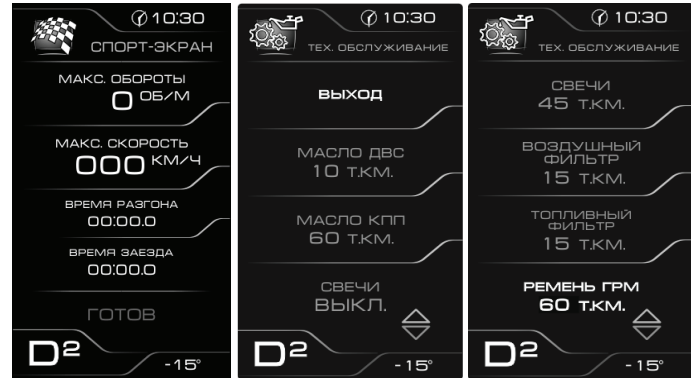 10:30
СПОРТ-ЭКРАН
МАКС. ОБОРОТЫ
0 ОБ/М
МАКС. СКОРОСТЬ
000 КМ/Ч
ВРЕМЯ РАЗГОНА
00:00.0
ВРЕМЯ ЗАЕЗДА
00:00.0
ГОТОВ
D2
-15°
10:30
ТЕХ. ОБСЛУЖИВАНИЕ
ВЫХОД
МАСЛО ДВС
10 Т.КМ.
МАСЛО КПП
60 Т.КМ.
СВЕЧИ
ВЫКЛ.
D2
-15°
10:30
ТЕХ. ОБСЛУЖИВАНИЕ
СВЕЧИ
45 Т.КМ.
ВОЗДУШНЫЙ
ФИЛЬТР
15 Т.КМ.
ТОПЛИВНЫЙ
ФИЛЬТР
15 Т.КМ.
РЕМЕНЬ ГРМ
60 Т.КМ.
D2
-15°